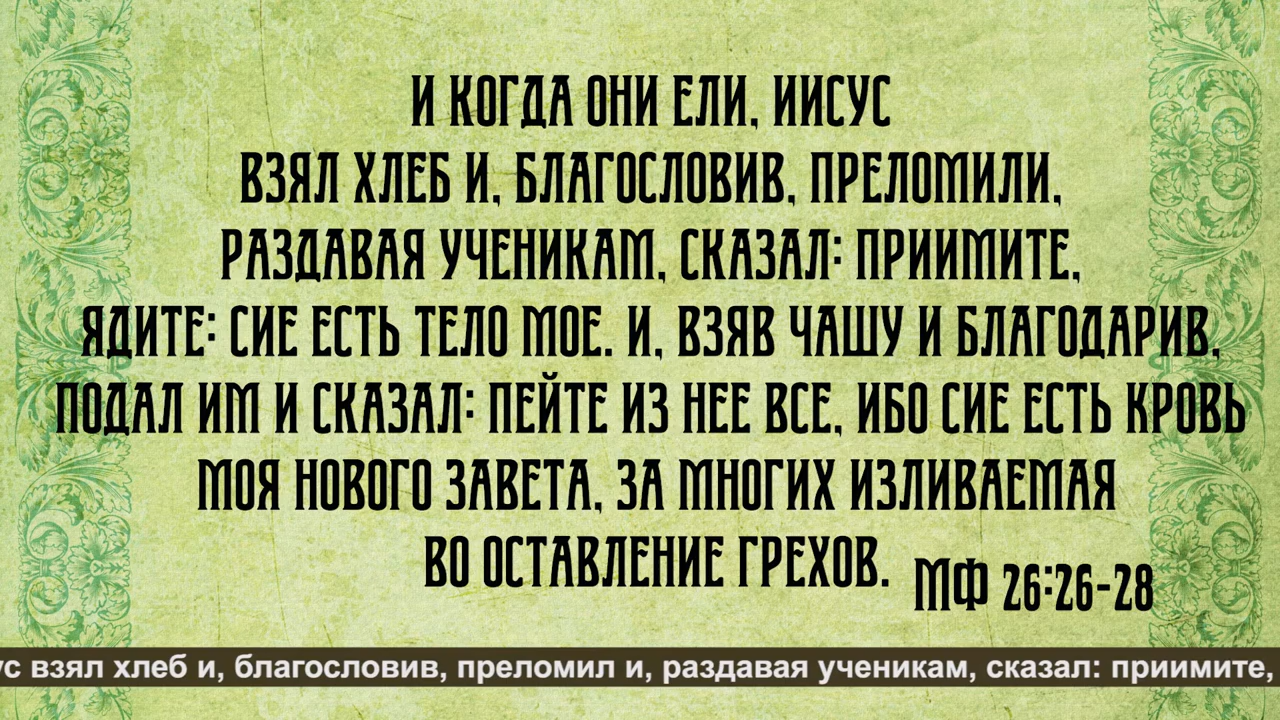 И КОГДА ОНИ ЕЛИ, ИИСУС
ВЗЯЛ ХЛЕБ И, БЛАГОСЛОВИВ, ПРЕЛОМИЛИ,
РАЗДАВАЯ УЧЕНИКАМ, СКАЗАЛ: ПРИИМИТЕ,
ЯДИТЕ: СИЕ ЕСТЬ ТЕЛО МОЕ. И, ВЗЯВ ЧАШУ И БЛАГОДАРИВ,
ПОДАЛ ИМ И СКАЗАЛ: ПЕЙТЕ ИЗ НЕЕ ВСЕ, ИБО СИЕ ЕСТЬ КРОВЬ
МОЯ НОВОГО ЗАВЕТА, ЗА МНОГИХ ИЗЛИВАЕМАЯ
ВО ОСТАВЛЕНИЕ ГРЕХОВ.
МФ 26:26-28
ус взял хлеб и, благословив, преломил и, раздавая ученикам, сказал: приимите,